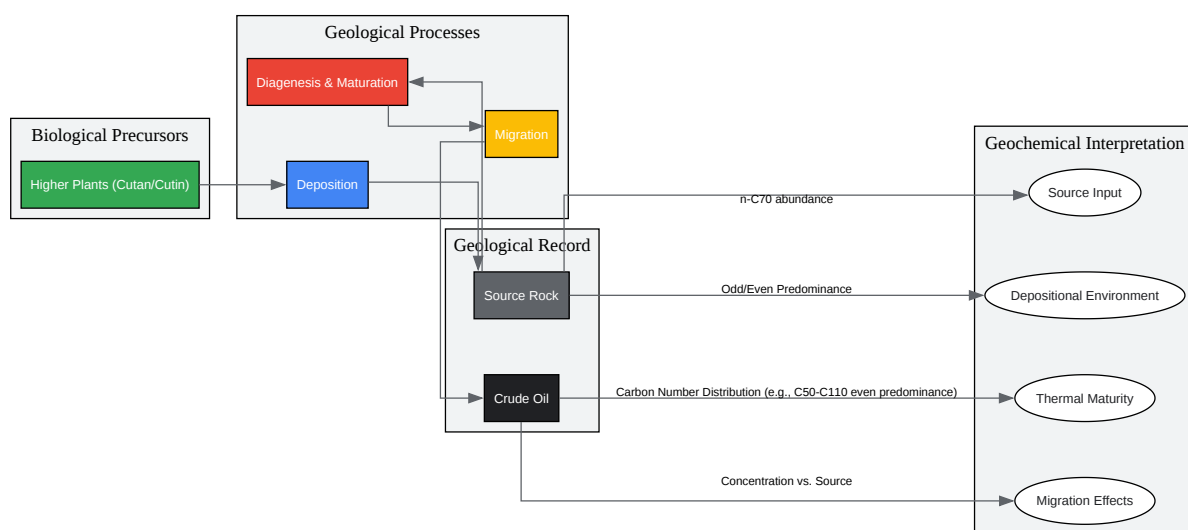 Geological Processes
Diagenesis & Maturation
Migration
Biological Precursors
Higher Plants (Cutan/Cutin)
Deposition
Geochemical Interpretation
Source Input
n-C70 abundance
Geological Record
Source Rock
Odd/Even Predominance
Depositional Environment
Crude Oil
Carbon Number Distribution (e.g., C50-C110 even predominance)
Thermal Maturity
Concentration vs. Source
Migration Effects